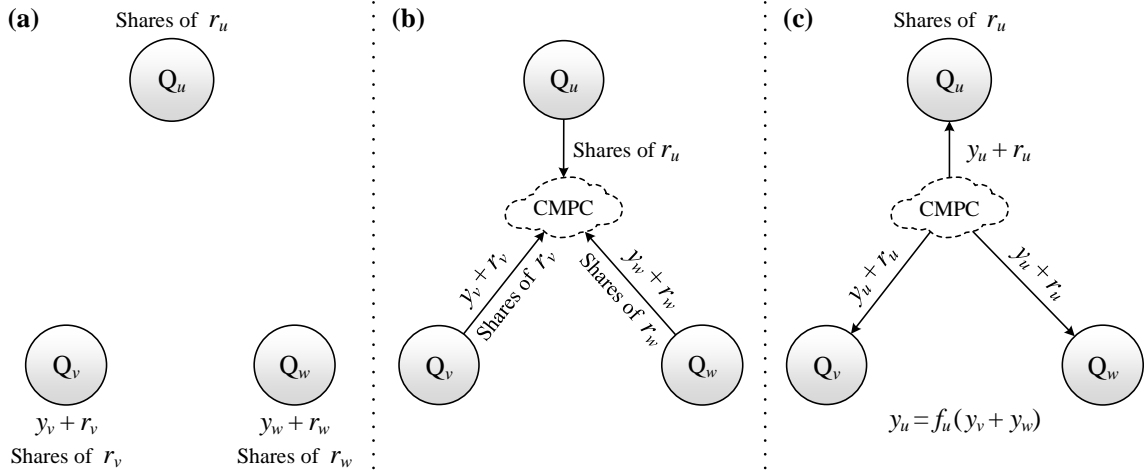 (a)
Shares of r_u
Q_u
Q_v
Q_w
y_v + r_v
y_w + r_w
Shares of r_v
Shares of r_w
(b)
Q_u
Shares of r_u
CMPC
y_v + r_v
Shares of r_v
y_w + r_w
Shares of r_w
Q_v
Q_w
(c)
Shares of r_u
Q_u
y_u + r_u
CMPC
y_u + r_u
y_u + r_u
Q_v
Q_w
y_u = f_u(y_v + y_w)